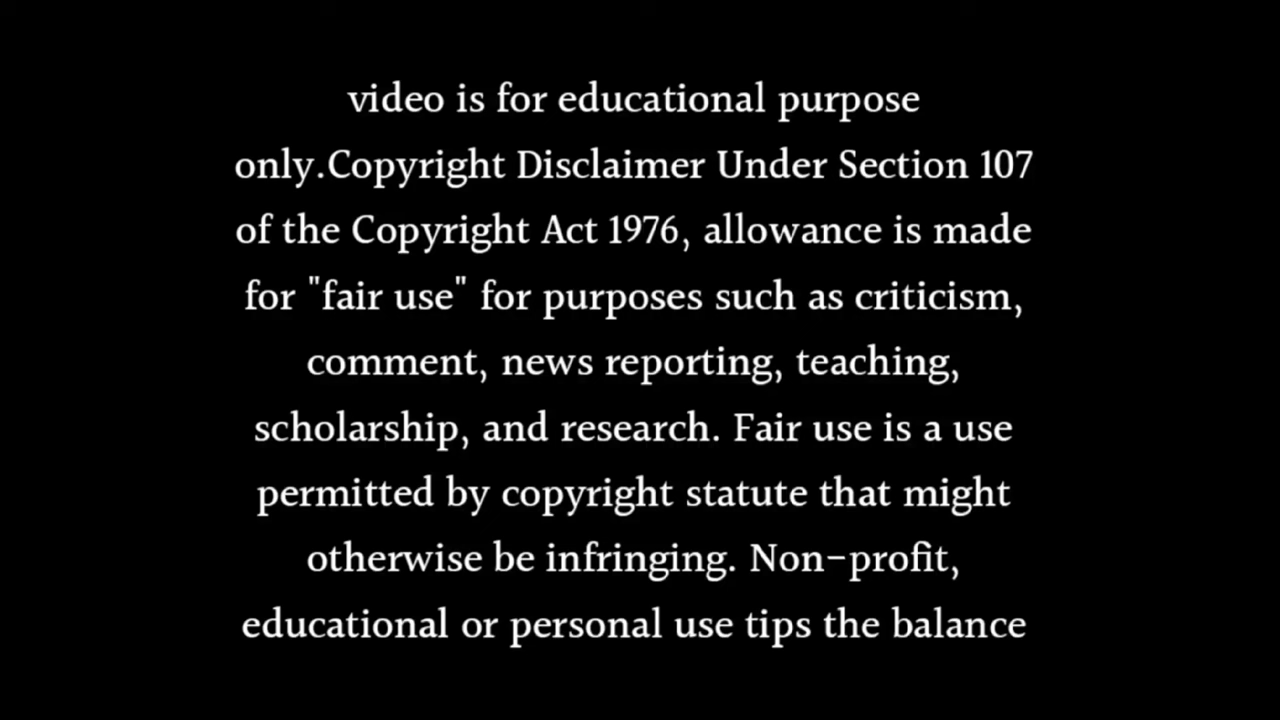 video is for educational purpose
only.Copyright Disclaimer Under Section 107
of the Copyright Act 1976, allowance is made
for "fair use" for purposes such as criticism,
comment, news reporting, teaching,
scholarship, and research. Fair use is a use
permitted by copyright statute that might
otherwise be infringing. Non-profit,
educational or personal use tips the balance